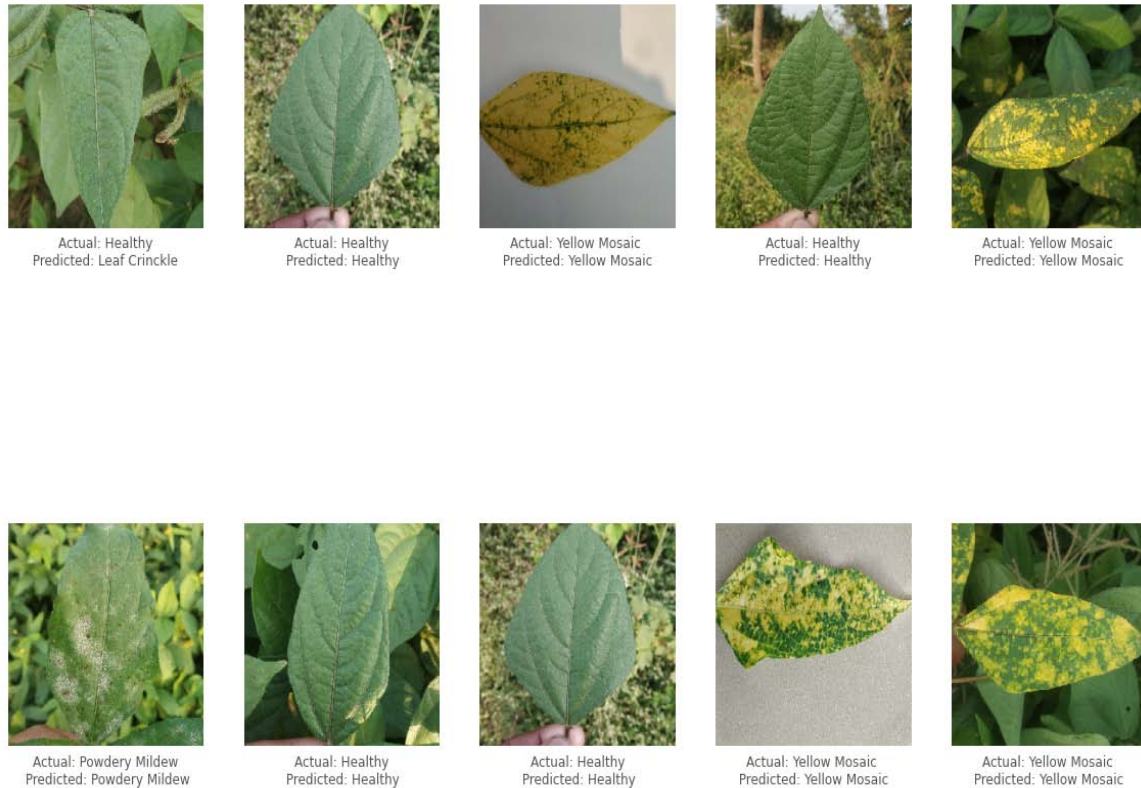 Actual: Healthy
Predicted: Leaf Crinckle
Actual: Healthy
Predicted: Healthy
Actual: Yellow Mosaic
Predicted: Yellow Mosaic
Actual: Healthy
Predicted: Healthy
Actual: Yellow Mosaic
Predicted: Yellow Mosaic
Actual: Powdery Mildew
Predicted: Powdery Mildew
Actual: Healthy
Predicted: Healthy
Actual: Healthy
Predicted: Healthy
Actual: Yellow Mosaic
Predicted: Yellow Mosaic
Actual: Yellow Mosaic
Predicted: Yellow Mosaic